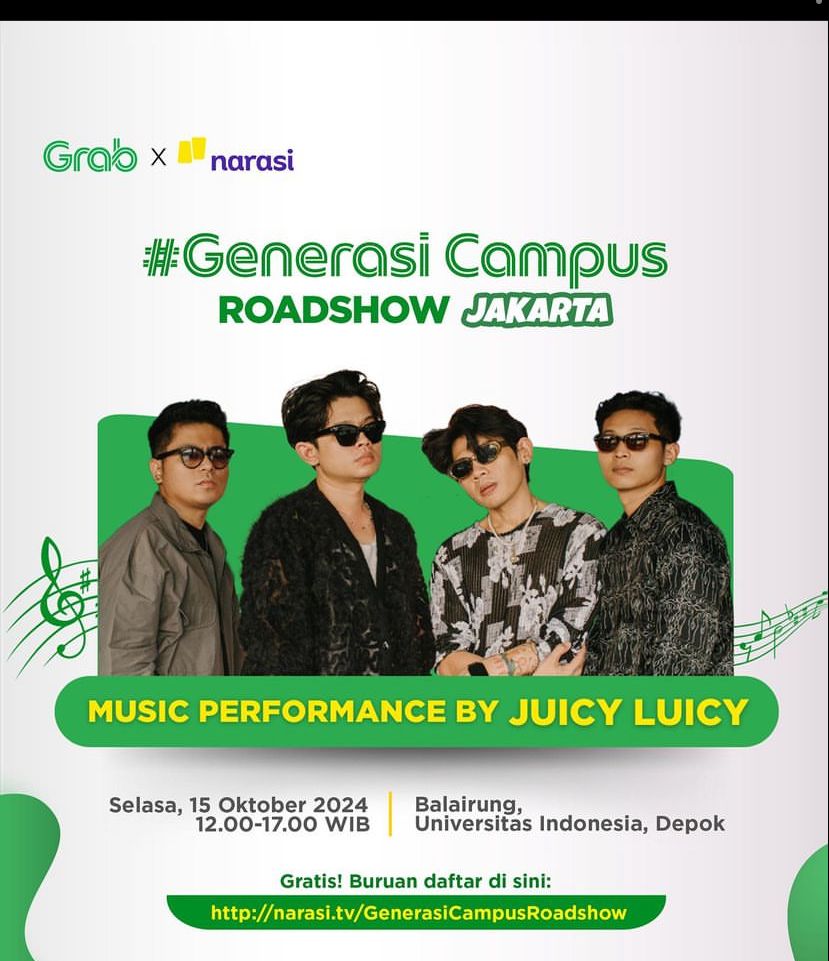 Grab X narasi
#Generasi Campus
ROADSHOW JAKARTA
MUSIC PERFORMANCE BY JUICY LUICY
Selasa, 15 Oktober 2024
12.00-17.00 WIB
Balairung,
Universitas Indonesia, Depok
Gratis! Buruan daftar di sini:
http://narasi.tv/GenerasiCampusRoadshow